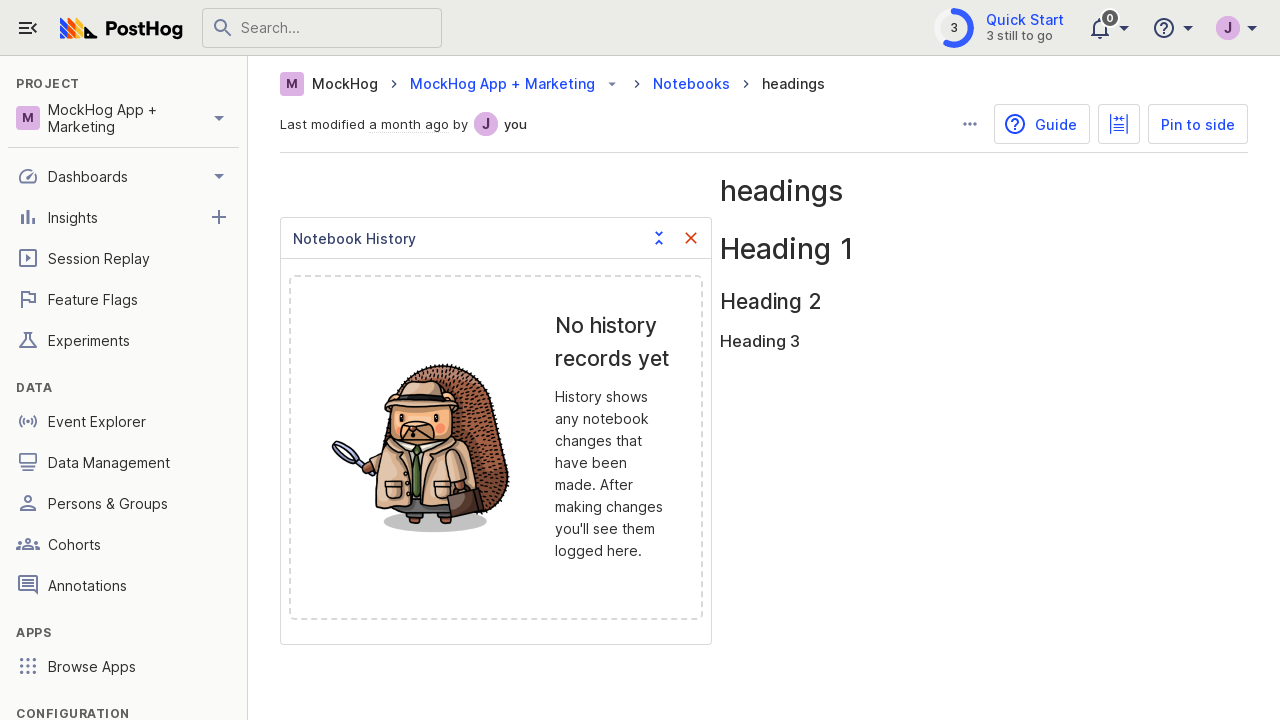 PostHog
Search...
3
Quick Start
3 still to go
0
J
PROJECT
M
MockHog App +
Marketing
Dashboards
Insights
Session Replay
Feature Flags
Experiments
DATA
Event Explorer
Data Management
Persons & Groups
Cohorts
Annotations
APPS
Browse Apps
CONFIGURATION
M MockHog MockHog App + Marketing Notebooks headings
Last modified a month ago by J you
Guide
Pin to side
Notebook History
No history
records yet
History shows
any notebook
changes that
have been
made. After
making changes
you'll see them
logged here.
headings
Heading 1
Heading 2
Heading 3